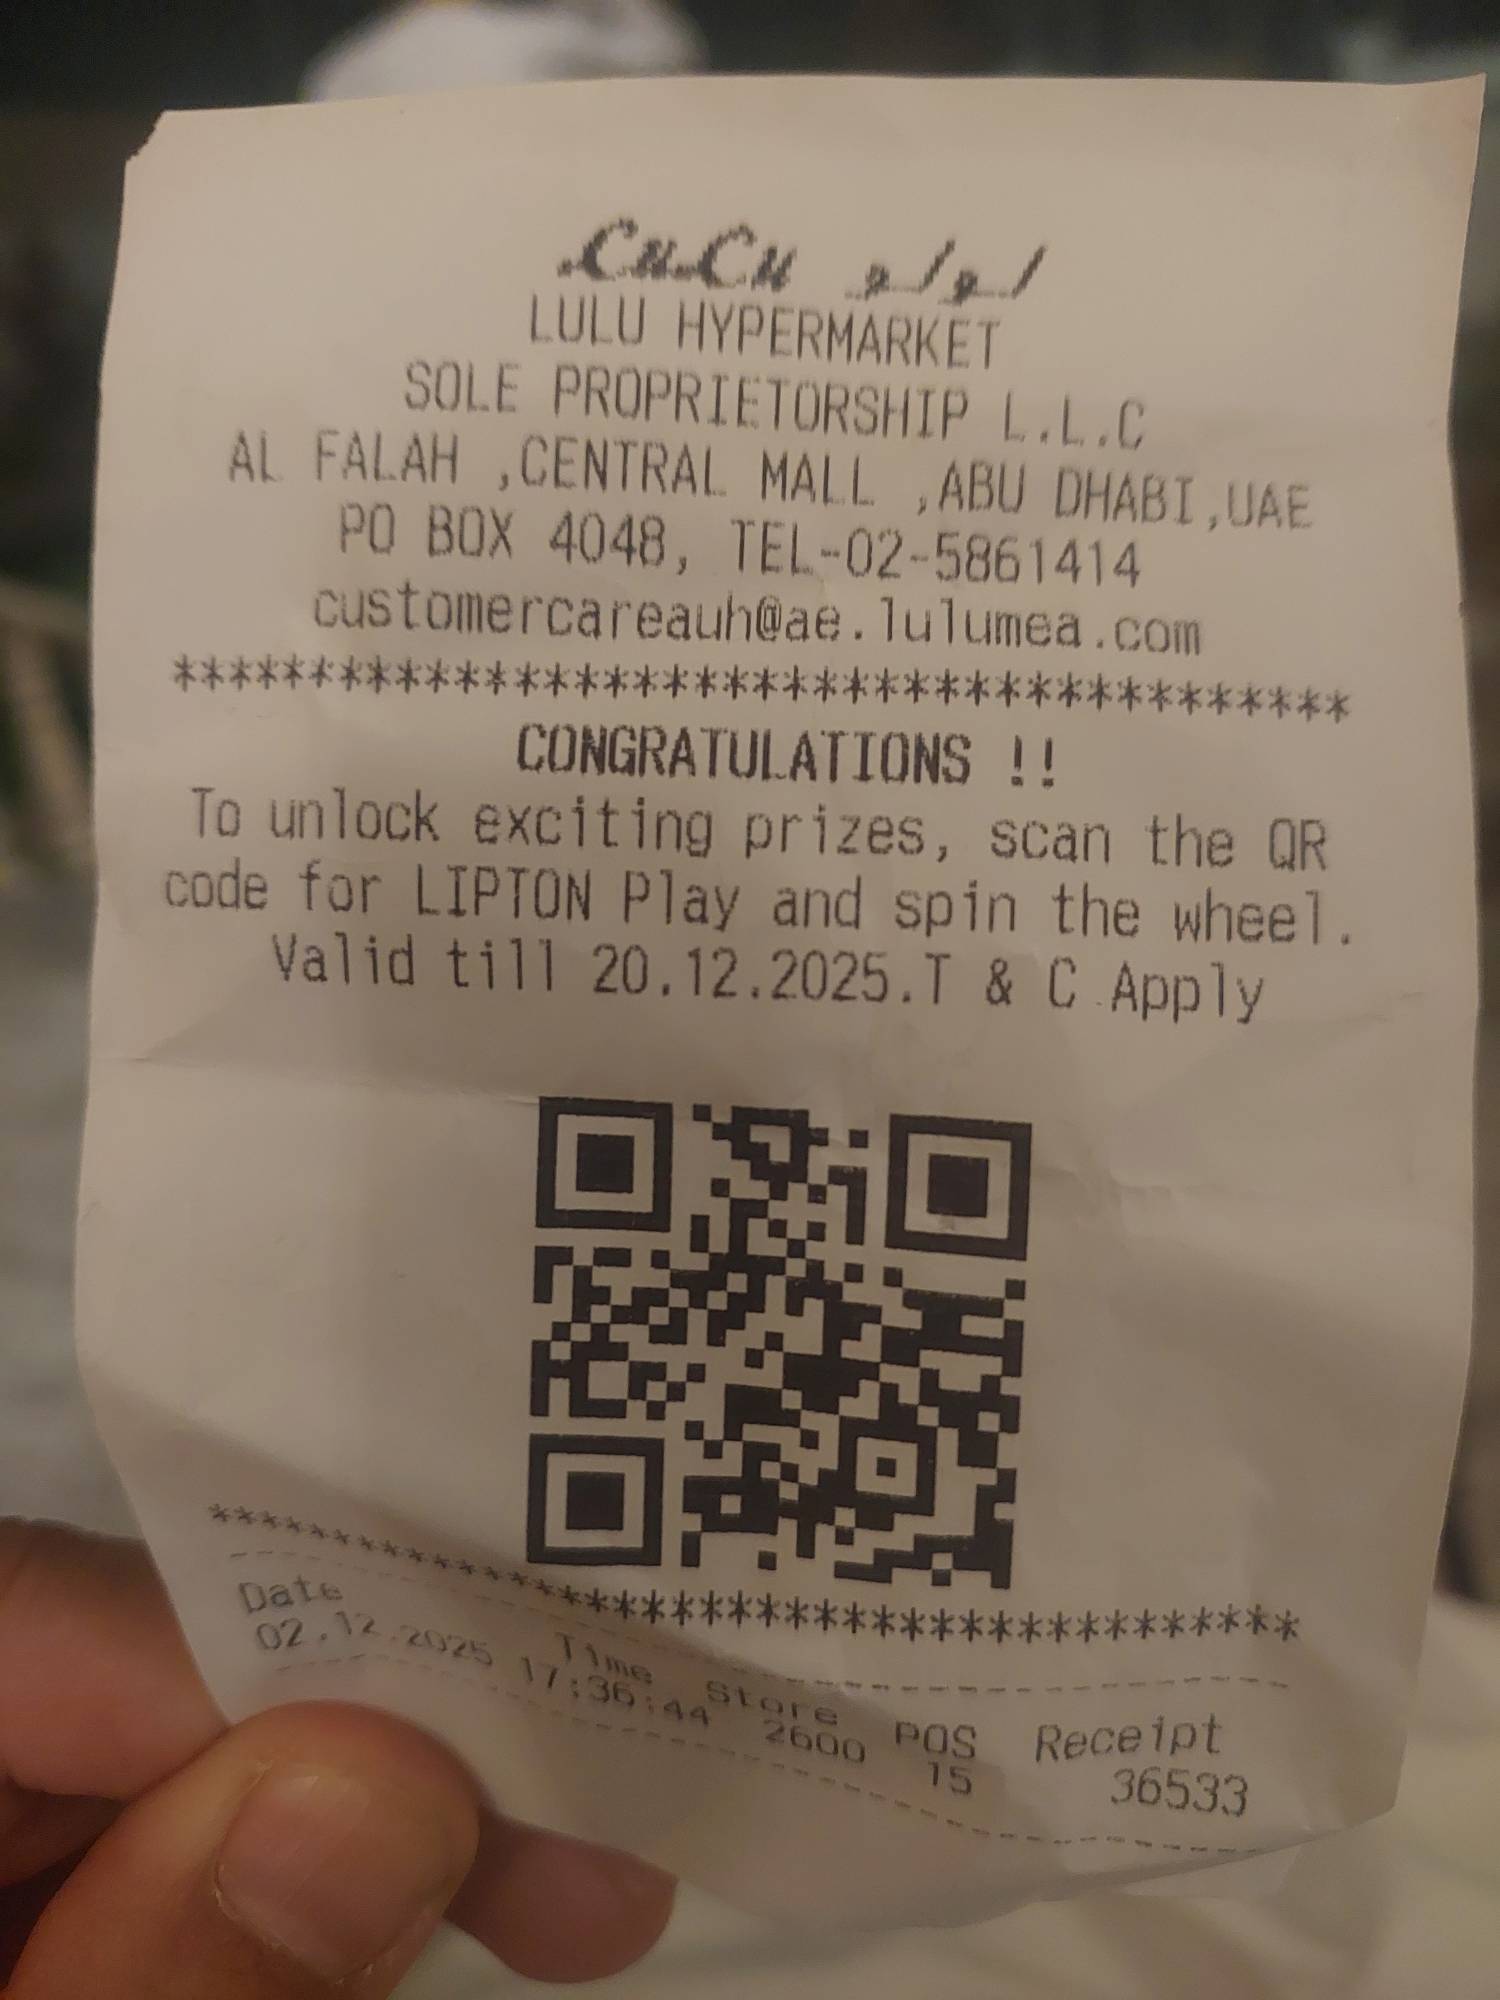 LuLu لولو
LULU HYPERMARKET
SOLE PROPRIETORSHIP L.L.C
AL FALAH ,CENTRAL MALL ,ABU DHABI,UAE
PO BOX 4048, TEL-02-5861414
customercareauh@ae.lulumea.com
****************************************
CONGRATULATIONS !!
To unlock exciting prizes, scan the QR
code for LIPTON Play and spin the wheel.
Valid till 20.12.2025.T & C Apply
****************************************
Date Time Store POS Receipt
02.12.2025 17:36:44 2600 15 36533